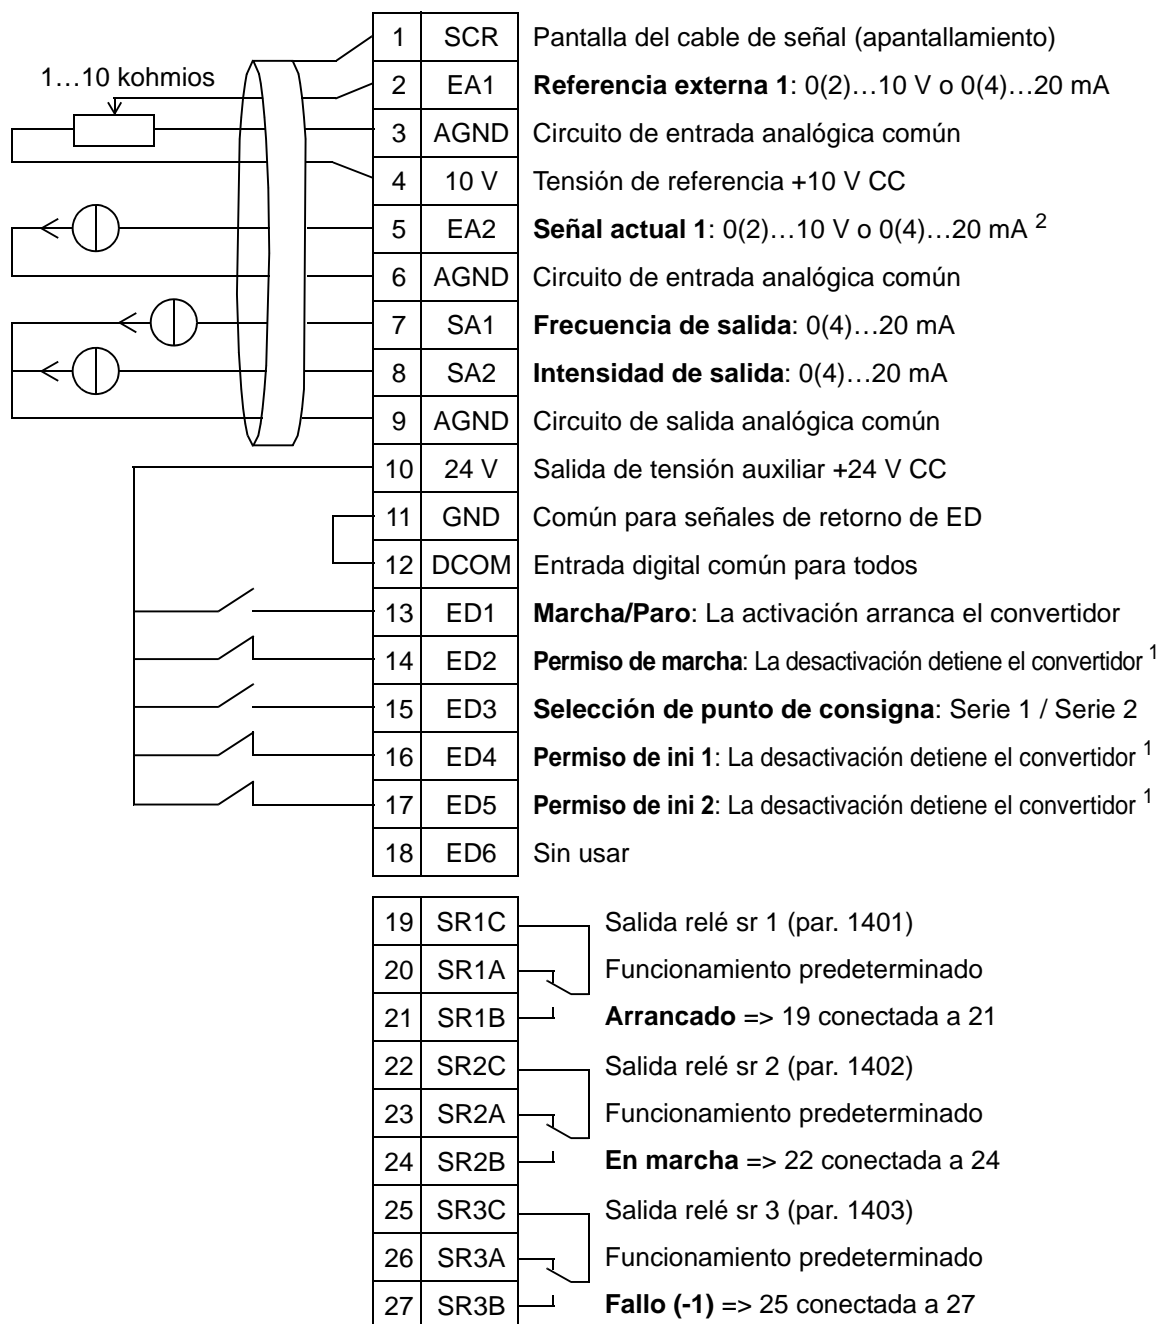 1…10 kohmios
1 SCR Pantalla del cable de señal (apantallamiento)
2 EA1 Referencia externa 1: 0(2)…10 V o 0(4)…20 mA
3 AGND Circuito de entrada analógica común
4 10 V Tensión de referencia +10 V CC
5 EA2 Señal actual 1: 0(2)…10 V o 0(4)…20 mA 2
6 AGND Circuito de entrada analógica común
7 SA1 Frecuencia de salida: 0(4)…20 mA
8 SA2 Intensidad de salida: 0(4)…20 mA
9 AGND Circuito de salida analógica común
10 24 V Salida de tensión auxiliar +24 V CC
11 GND Común para señales de retorno de ED
12 DCOM Entrada digital común para todos
13 ED1 Marcha/Paro: La activación arranca el convertidor
14 ED2 Permiso de marcha: La desactivación detiene el convertidor 1
15 ED3 Selección de punto de consigna: Serie 1 / Serie 2
16 ED4 Permiso de ini 1: La desactivación detiene el convertidor 1
17 ED5 Permiso de ini 2: La desactivación detiene el convertidor 1
18 ED6 Sin usar
19 SR1C Salida relé sr 1 (par. 1401)
20 SR1A Funcionamiento predeterminado
21 SR1B Arrancado => 19 conectada a 21
22 SR2C Salida relé sr 2 (par. 1402)
23 SR2A Funcionamiento predeterminado
24 SR2B En marcha => 22 conectada a 24
25 SR3C Salida relé sr 3 (par. 1403)
26 SR3A Funcionamiento predeterminado
27 SR3B Fallo (-1) => 25 conectada a 27